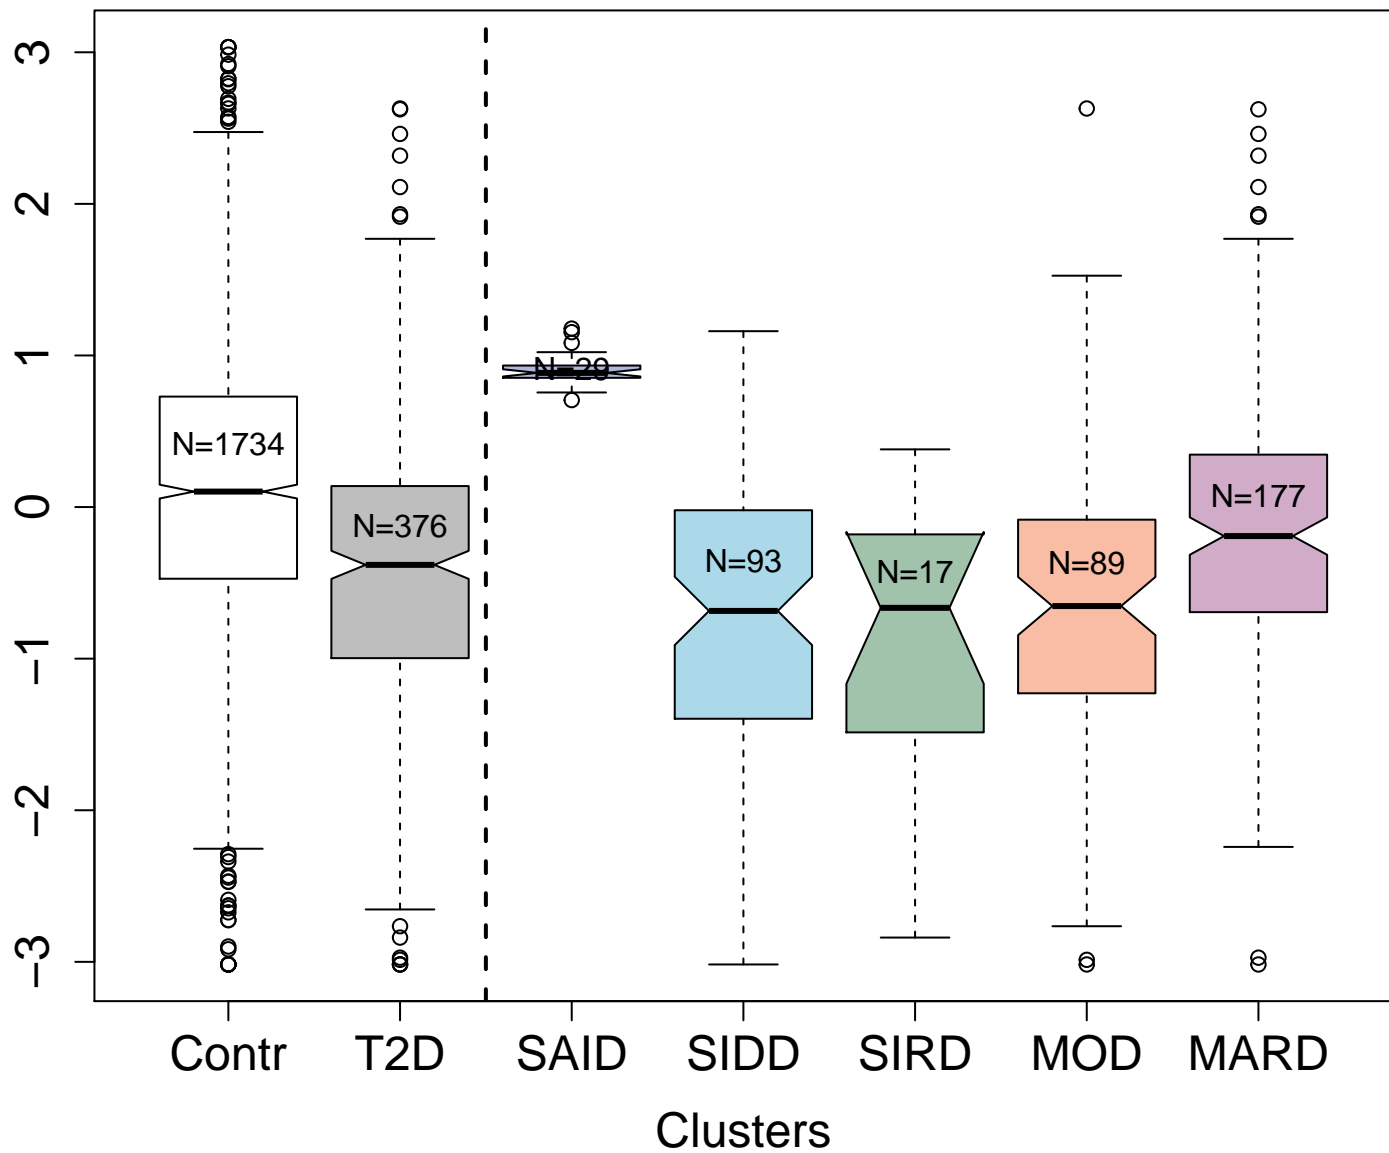 3
2
1
0
−1
−2
−3
N=1734
N=376
N=29
N=93
N=17
N=89
N=177
Contr T2D SAID SIDD SIRD MOD MARD
Clusters